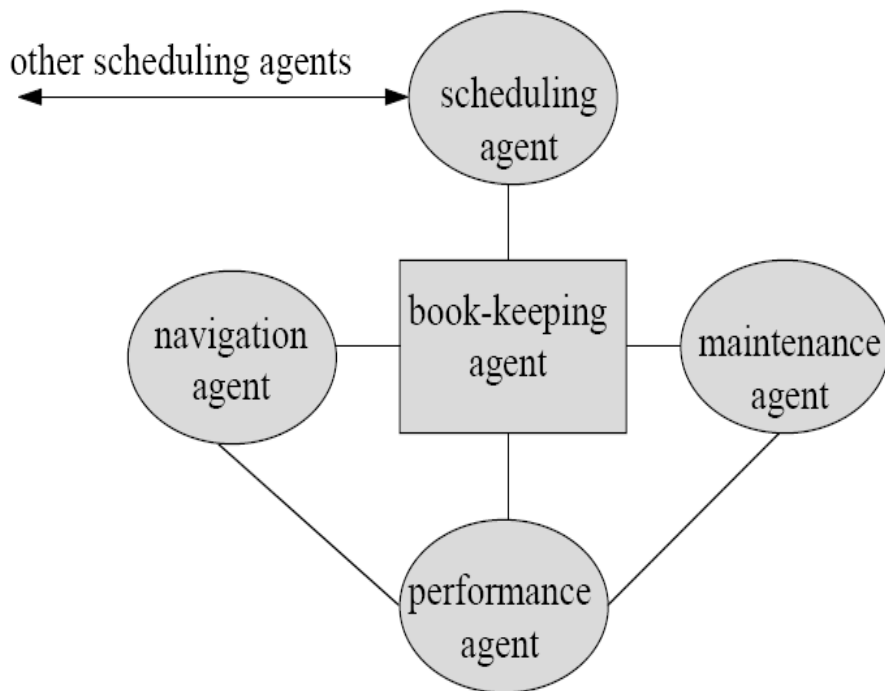 other scheduling agents
scheduling
agent
navigation
agent
book-keeping
agent
maintenance
agent
performance
agent